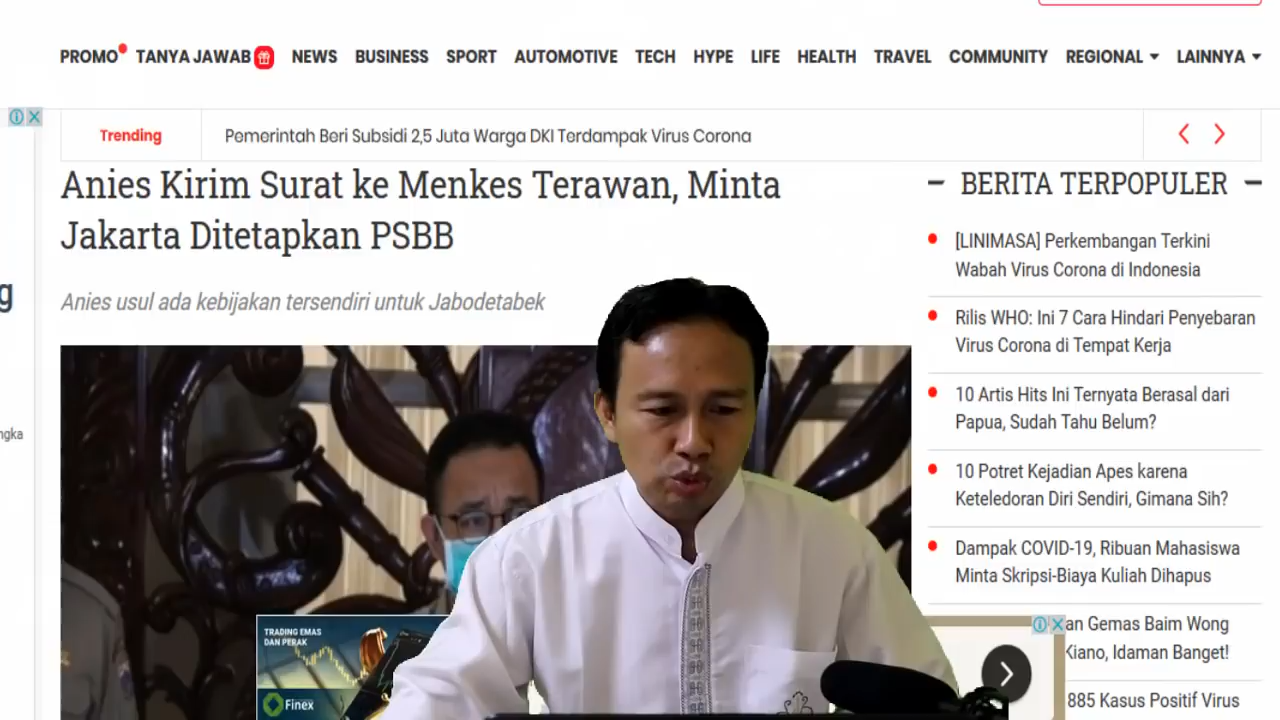 PROMO TANYA JAWAB NEWS BUSINESS SPORT AUTOMOTIVE TECH HYPE LIFE HEALTH TRAVEL COMMUNITY REGIONAL LAINNYA
Trending Pemerintah Beri Subsidi 2,5 Juta Warga DKI Terdampak Virus Corona
Anies Kirim Surat ke Menkes Terawan, Minta
Jakarta Ditetapkan PSBB
Anies usul ada kebijakan tersendiri untuk Jabodetabek
BERITA TERPOPULER
[LINIMASA] Perkembangan Terkini
Wabah Virus Corona di Indonesia
Rilis WHO: Ini 7 Cara Hindari Penyebaran
Virus Corona di Tempat Kerja
10 Artis Hits Ini Ternyata Berasal dari
Papua, Sudah Tahu Belum?
10 Potret Kejadian Apes karena
Keteledoran Diri Sendiri, Gimana Sih?
Dampak COVID-19, Ribuan Mahasiswa
Minta Skripsi-Biaya Kuliah Dihapus
an Gemas Baim Wong
Kiano, Idaman Banget!
885 Kasus Positif Virus
g
ngka
TRADING EMAS
DAN PERAK
Finex